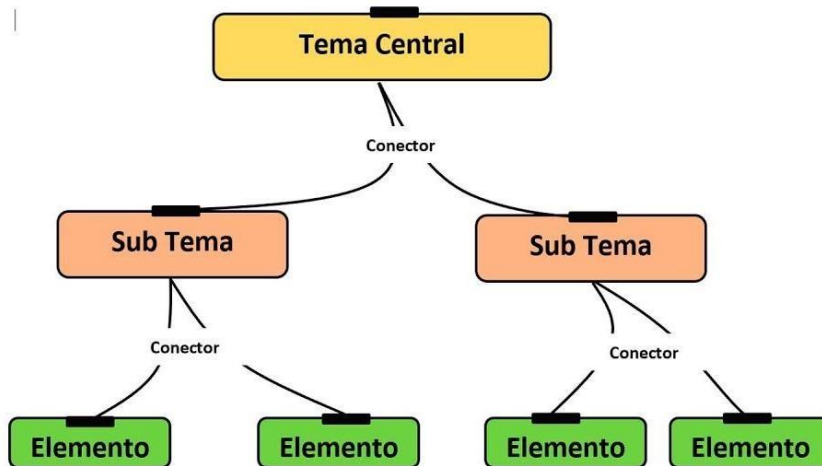 Tema Central
Conector
Sub Tema
Sub Tema
Conector
Conector
Elemento
Elemento
Elemento
Elemento